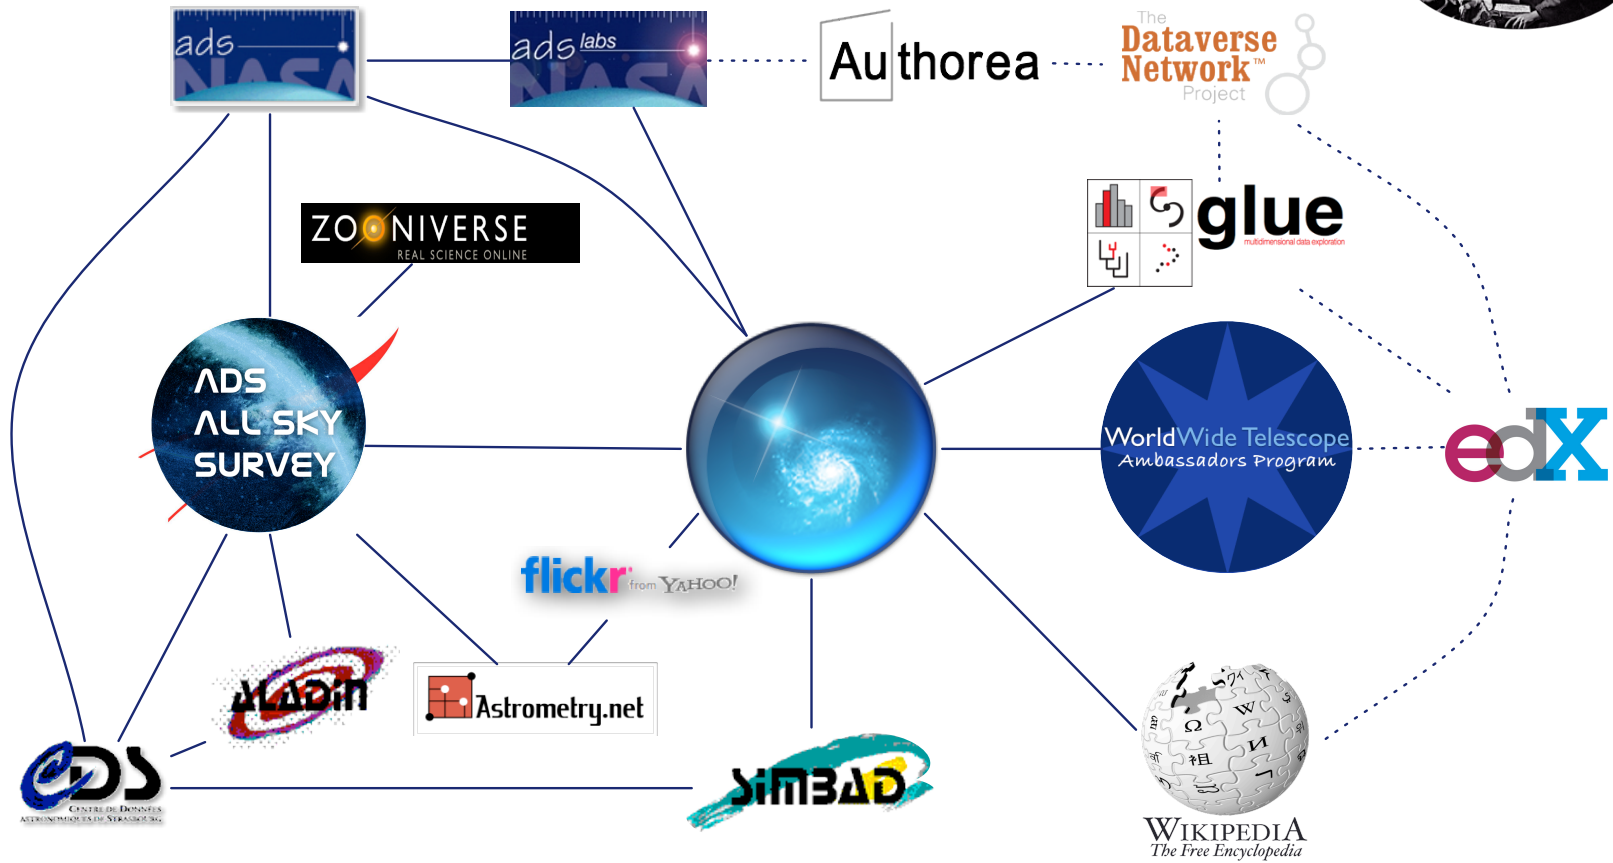 ads
NASA
ads labs
NASA
Authorea
The
Dataverse
Network™
Project
ZOONIVERSE
REAL SCIENCE ONLINE
glue
multidimensional data exploration
ADS
ALL SKY
SURVEY
WorldWide Telescope
Ambassadors Program
edX
flickr from YAHOO!
ALADIN
Astrometry.net
CDS
CENTRE DE DONNÉES
ASTRONOMIQUES DE STRASBOURG
SIMBAD
Ω
W
祖
И
WIKIPEDIA
The Free Encyclopedia